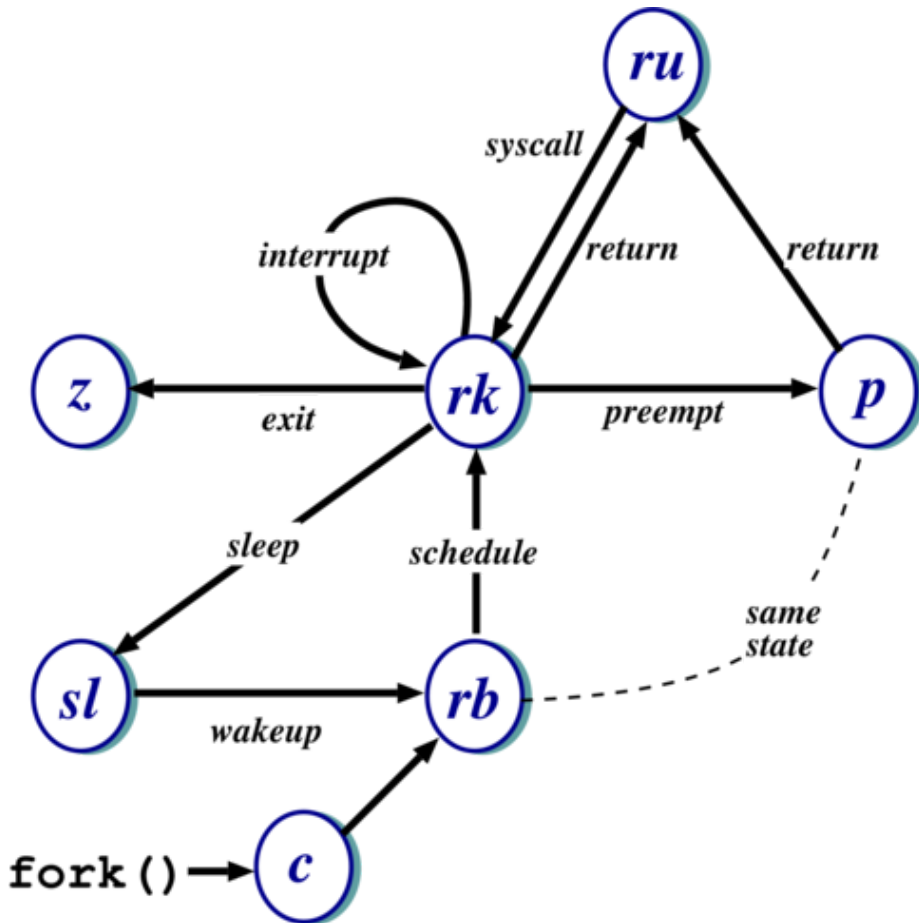 ru
syscall
interrupt
return
return
z
rk
p
exit
preempt
sleep
schedule
same
state
sl
rb
wakeup
fork()
c